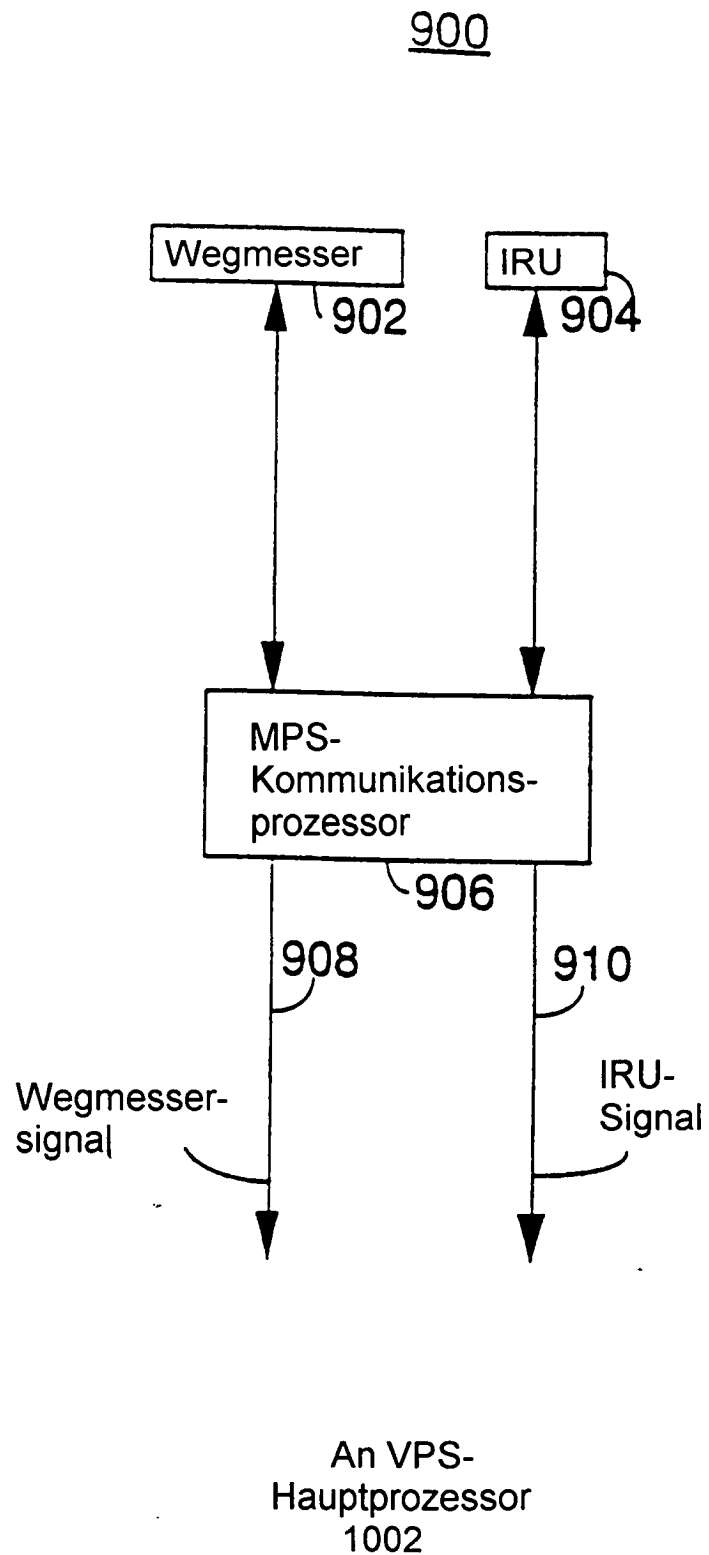 900
Wegmesser
IRU
902
904
MPS-
Kommunikations-
prozessor
906
908
910
Wegmesser-
signal
IRU-
Signal
An VPS-
Hauptprozessor
1002